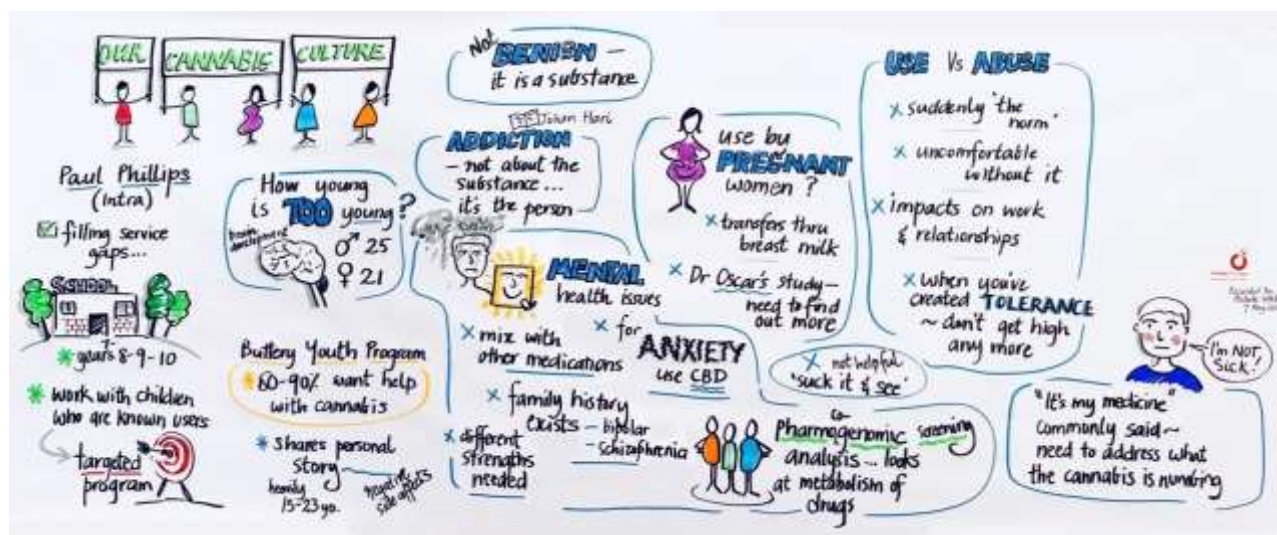 OUR
CANNABIS
CULTURE
Paul Phillips
(Intra)
filling service
gaps...
SCHOOL
* years 8-9-10
* work with children
who are known users
targeted
program
How young
is TOO young?
brain
development
♂ 25
♀ 21
Buttery Youth Program
* 80-90% want help
with cannabis
* shares personal
story
heavily
15-23yo.
side affects
Not
BENIGN -
it is a substance
Hari
ADDICTION
- not about the
substance...
it's the person
MENTAL
health issues
x mix with
other medications
x family history
exists - bipolar
- schizophrenia
* different
strengths
needed
x for
ANXIETY
use CBD
use by
PREGNANT
women?
x transfers thru
breast milk
x Dr Oscar's study -
need to find
out more
x not helpful
"suck it & see"
Pharmogenomic screening
analysis... looks
at metabolism of
drugs
USE Vs ABUSE
x suddenly 'the
norm'
x uncomfortable
without it
x impacts on work
& relationships
x when you've
created TOLERANCE
~ don't get high
any more
I'm NOT
Sick!
"It's my medicine"
commonly said ~
need to address what
the cannabis is numbing